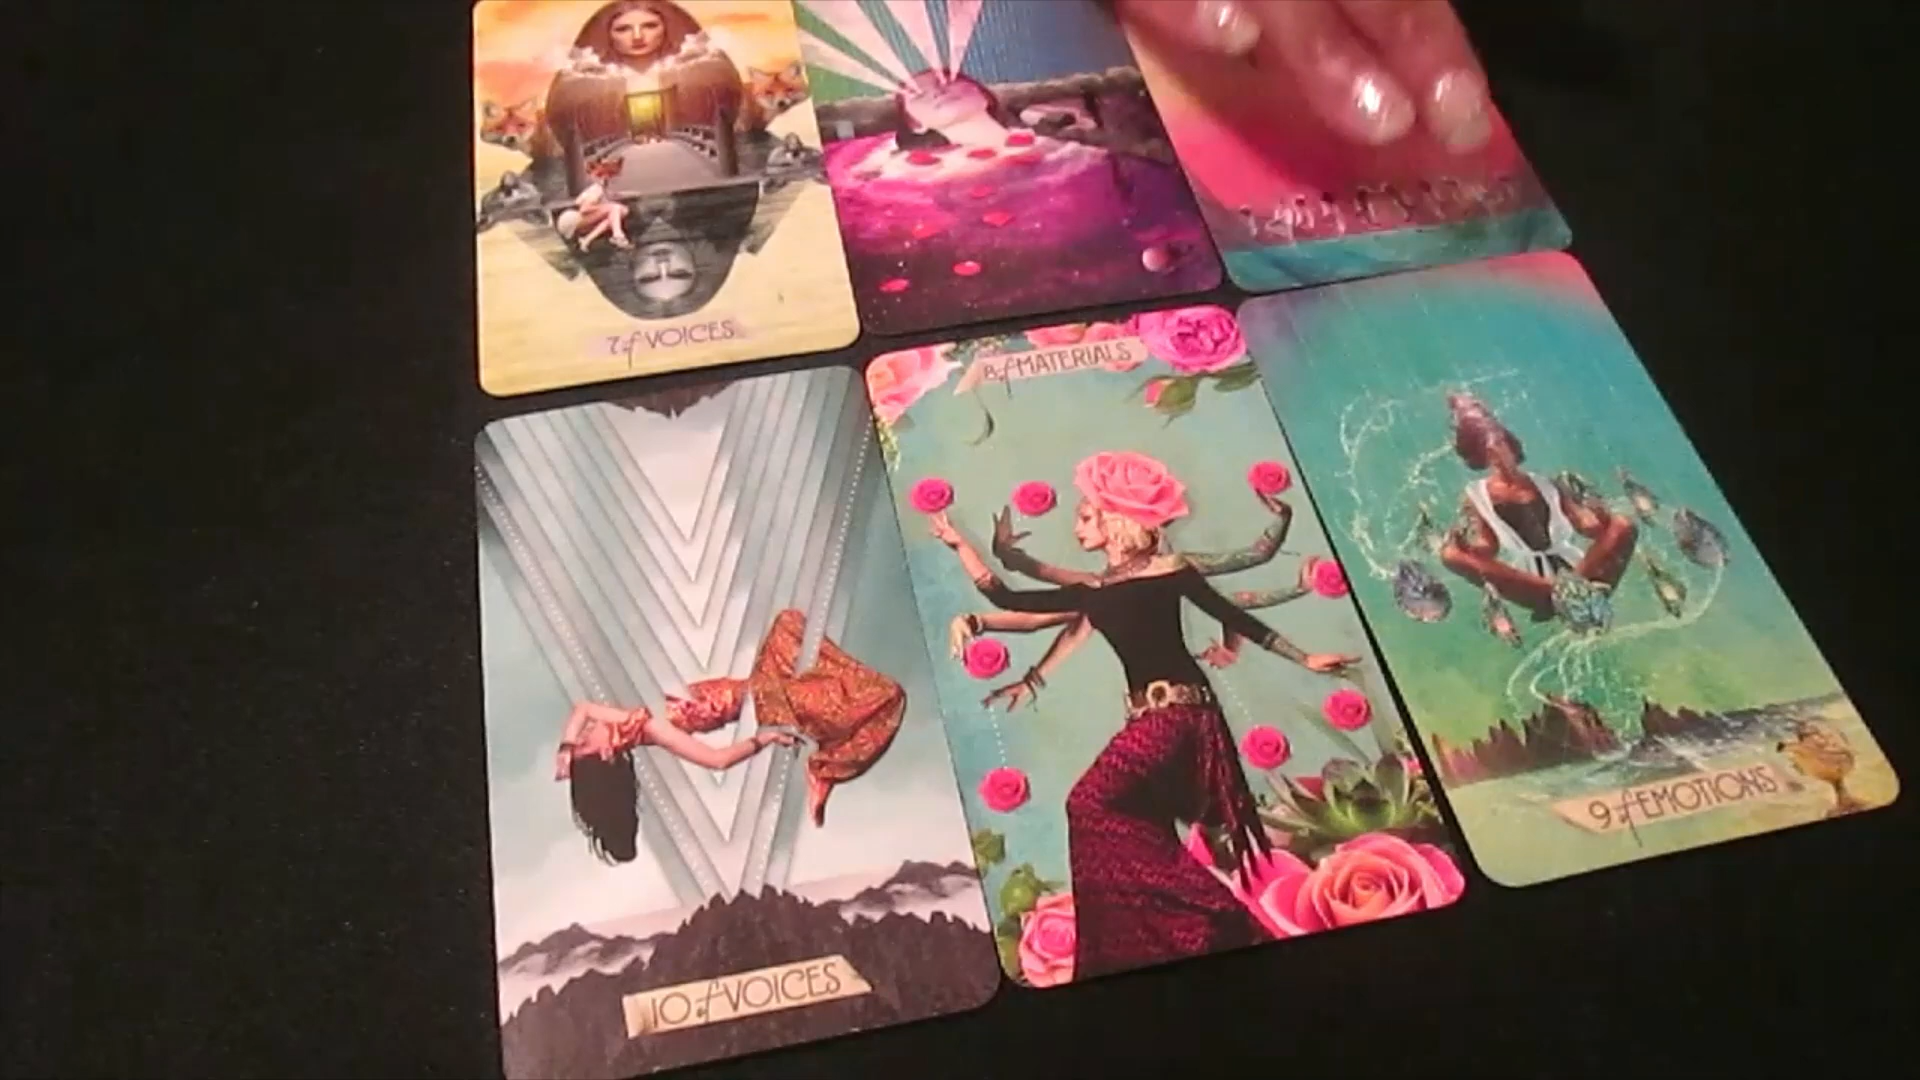 7 of VOICES
8 of MATERIALS
9 of EMOTIONS
10 of VOICES